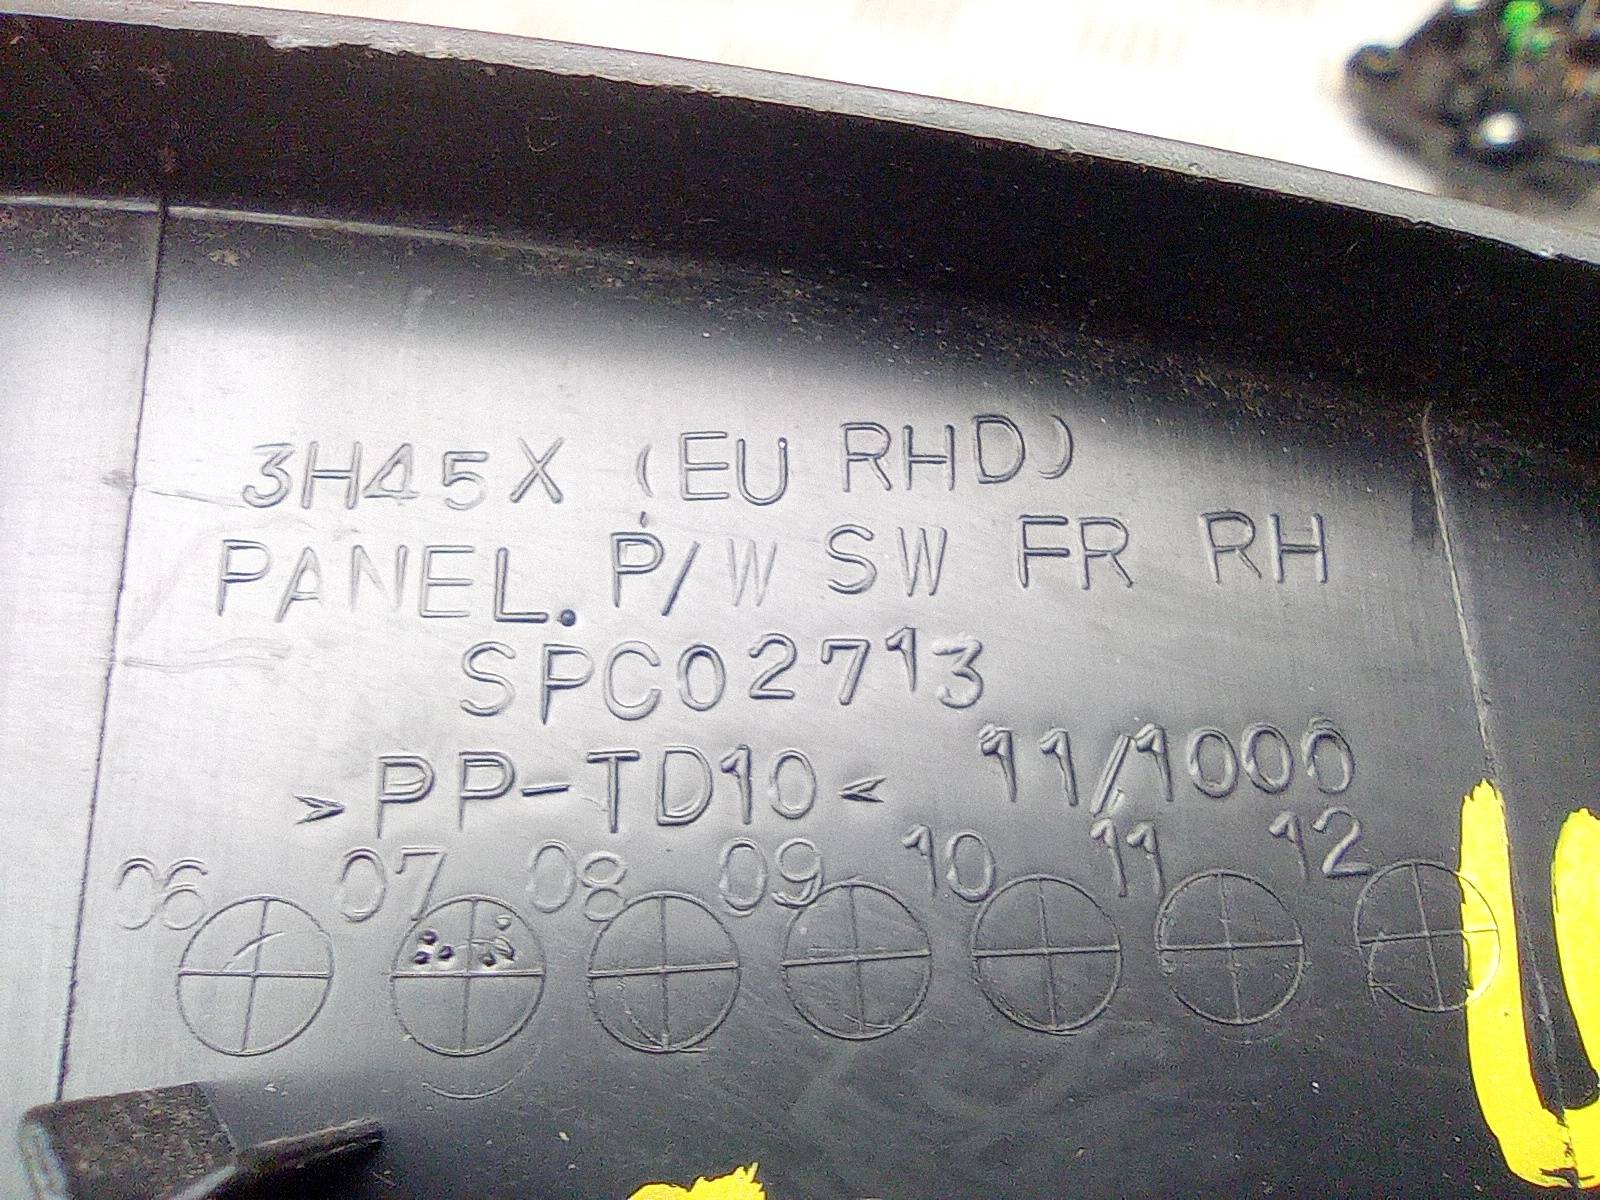 3H45X (EU RHD)
PANEL. P/W SW FR RH
SPC02713
>PP-TD10< 11/1000
06 07 08 09 10 11 12